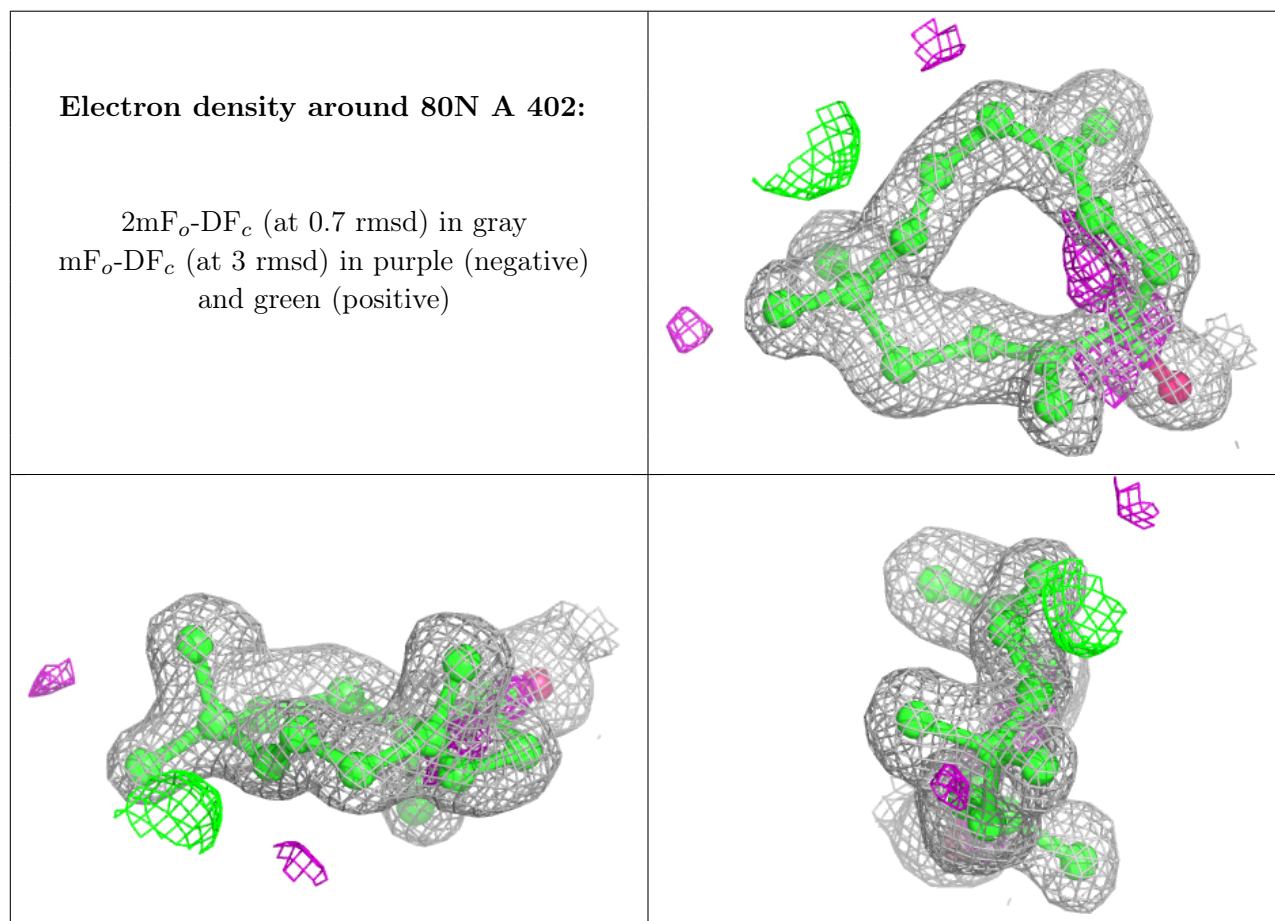 Electron density around 80N A 402:
2mFₒ-DF𝑐 (at 0.7 rmsd) in gray
mFₒ-DF𝑐 (at 3 rmsd) in purple (negative)
and green (positive)